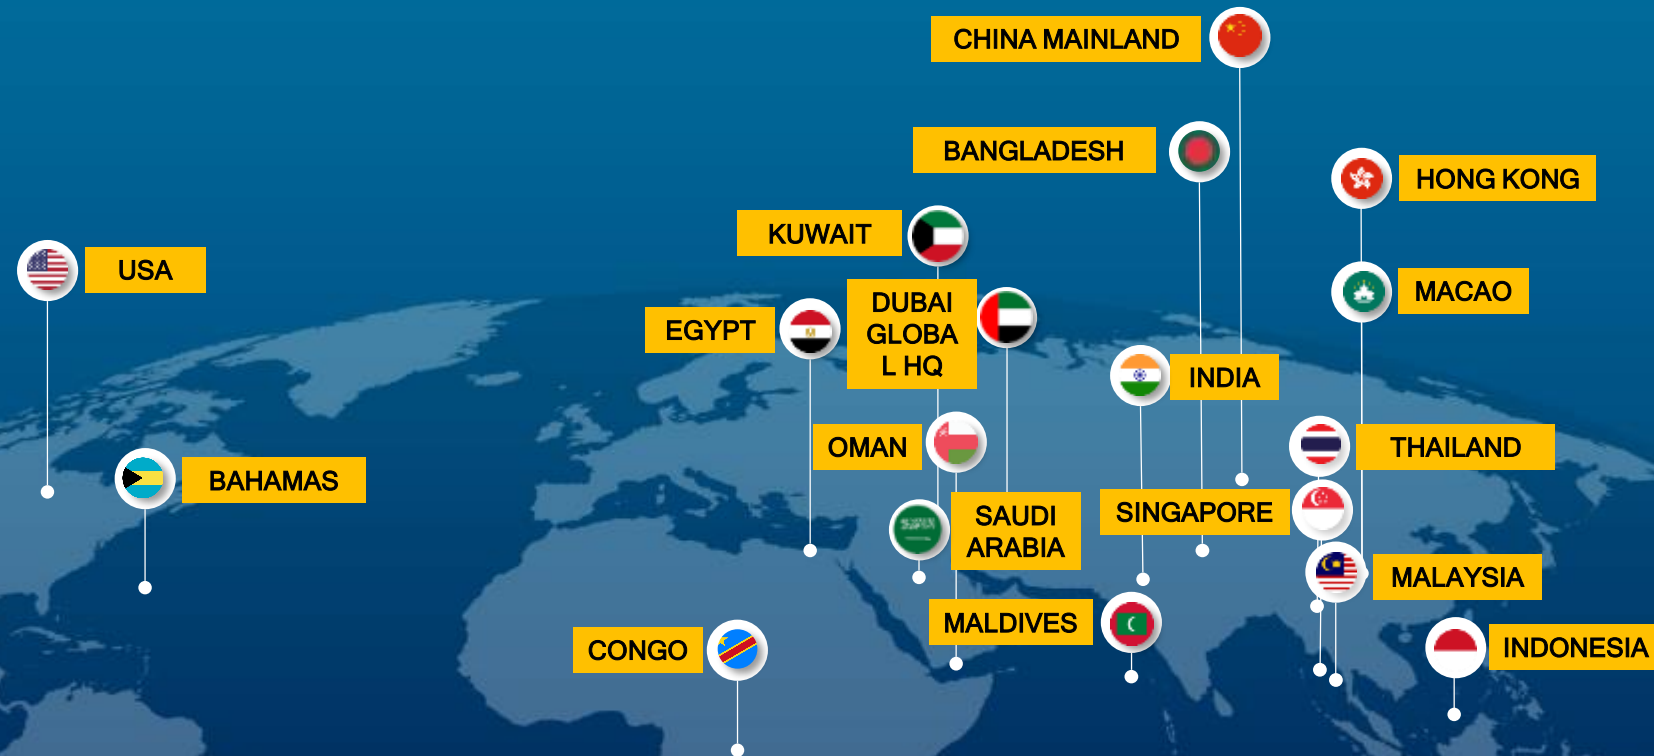 CHINA MAINLAND
BANGLADESH
HONG KONG
KUWAIT
USA
MACAO
DUBAI
GLOBA
L HQ
EGYPT
INDIA
OMAN
THAILAND
BAHAMAS
SINGAPORE
SAUDI
ARABIA
MALAYSIA
MALDIVES
CONGO
INDONESIA